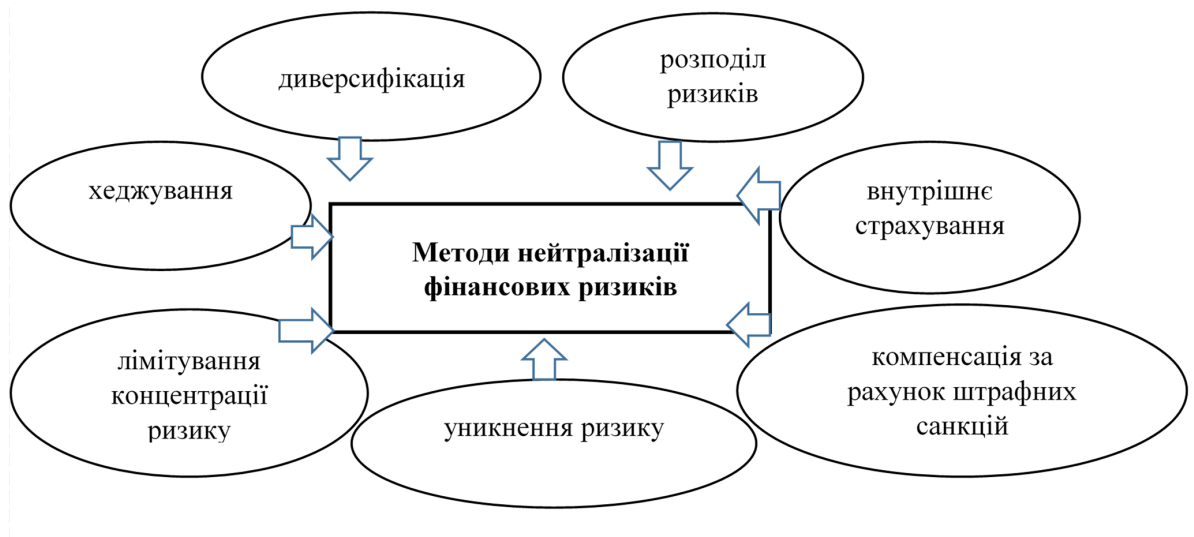 диверсифікація
розподіл
ризиків
хеджування
внутрішнє
страхування
Методи нейтралізації
фінансових ризиків
лімітування
концентрації
ризику
уникнення ризику
компенсація за
рахунок штрафних
санкцій